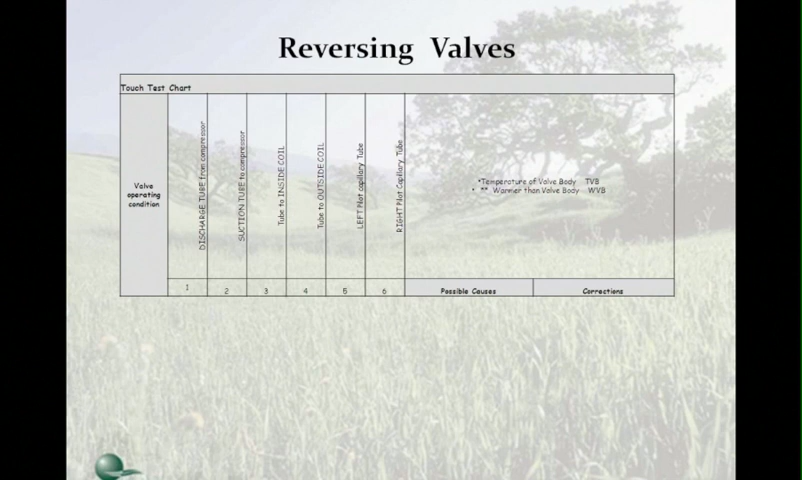 Reversing Valves
Touch Test Chart
Valve
operating
condition
DISCHARGE TUBE from compressor
SUCTION TUBE to compressor
Tube to INSIDE COIL
Tube to OUTSIDE COIL
LEFT Pilot capillary Tube
RIGHT Pilot Capillary Tube
*Temperature of Valve Body TVB
• ** Warmer than Valve Body WVB
1 2 3 4 5 6 Possible Causes Corrections